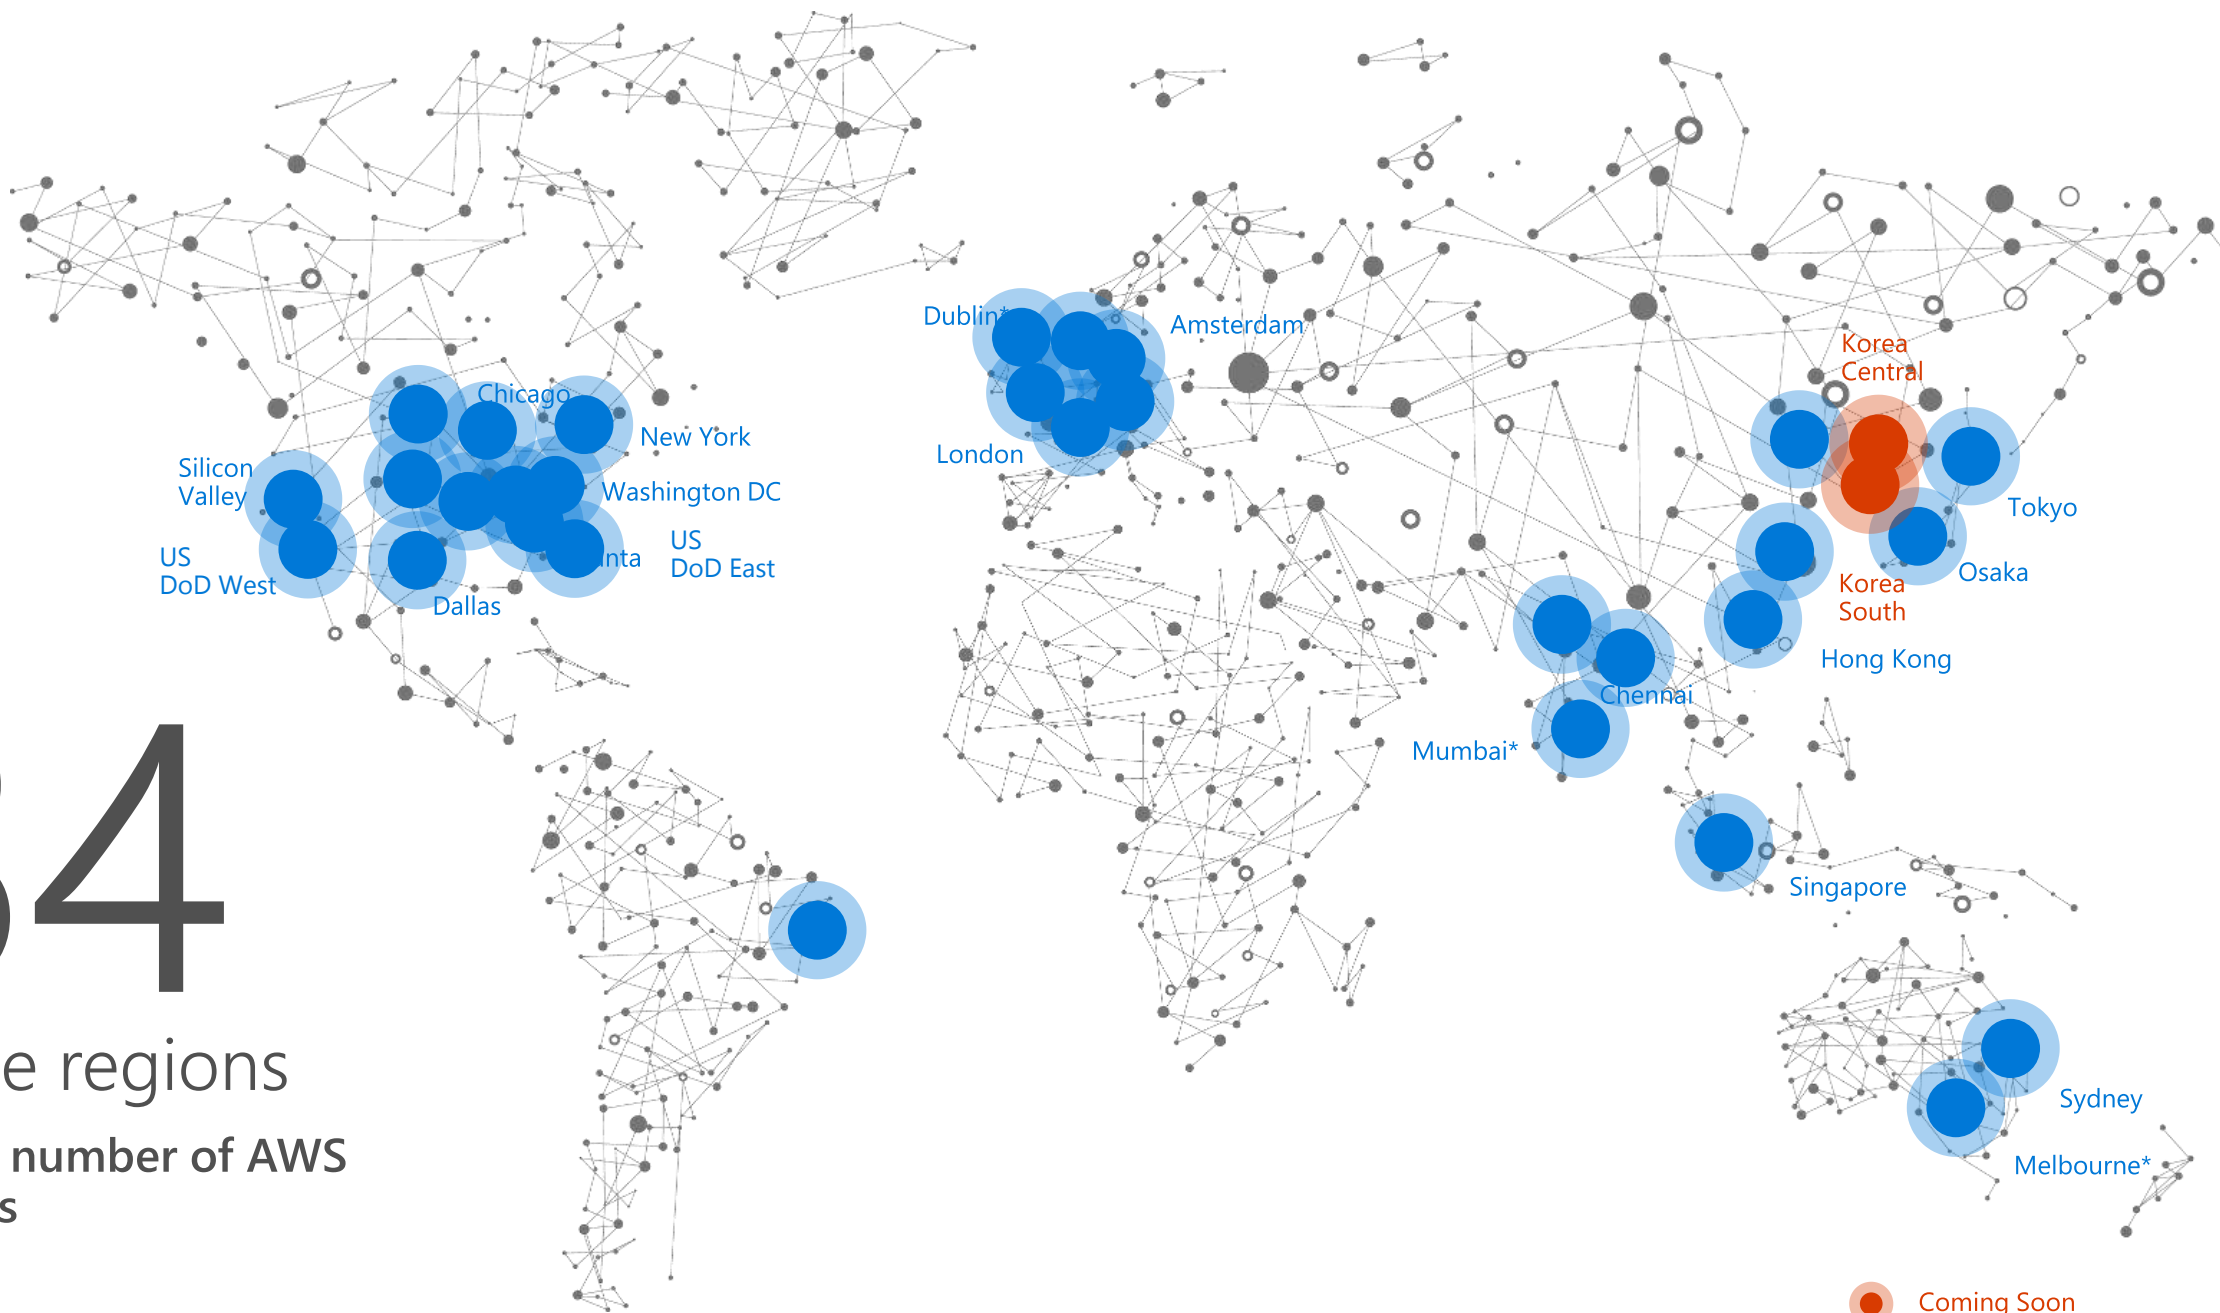 Dublin*
Amsterdam
Korea
Central
Chicago
New York
London
Silicon
Valley
Washington DC
Tokyo
US
DoD East
US
DoD West
Osaka
Korea
South
Dallas
Hong Kong
Chennai
Mumbai*
34
Singapore
regions
Sydney
number of AWS
Melbourne*
Coming Soon